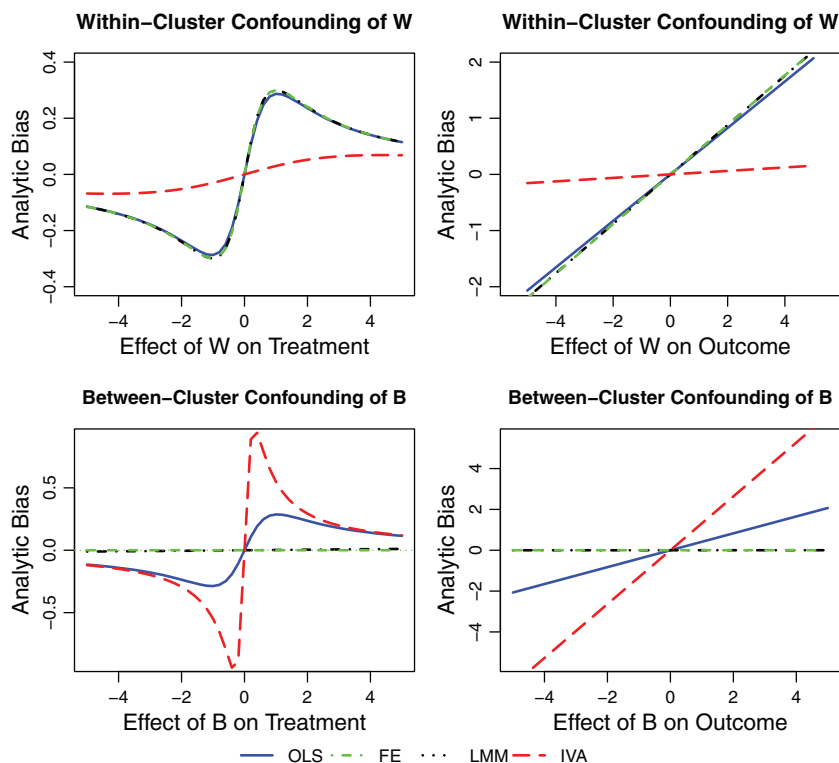 Within−Cluster Confounding of W
Analytic Bias
0.4
0.2
0.0
−0.2
−0.4
−4 −2 0 2 4
Effect of W on Treatment
Within−Cluster Confounding of W
Analytic Bias
2
1
0
−1
−2
−4 −2 0 2 4
Effect of W on Outcome
Between−Cluster Confounding of B
Analytic Bias
0.5
0.0
−0.5
−4 −2 0 2 4
Effect of B on Treatment
Between−Cluster Confounding of B
Analytic Bias
4
2
0
−2
−4
−4 −2 0 2 4
Effect of B on Outcome
OLS FE LMM IVA